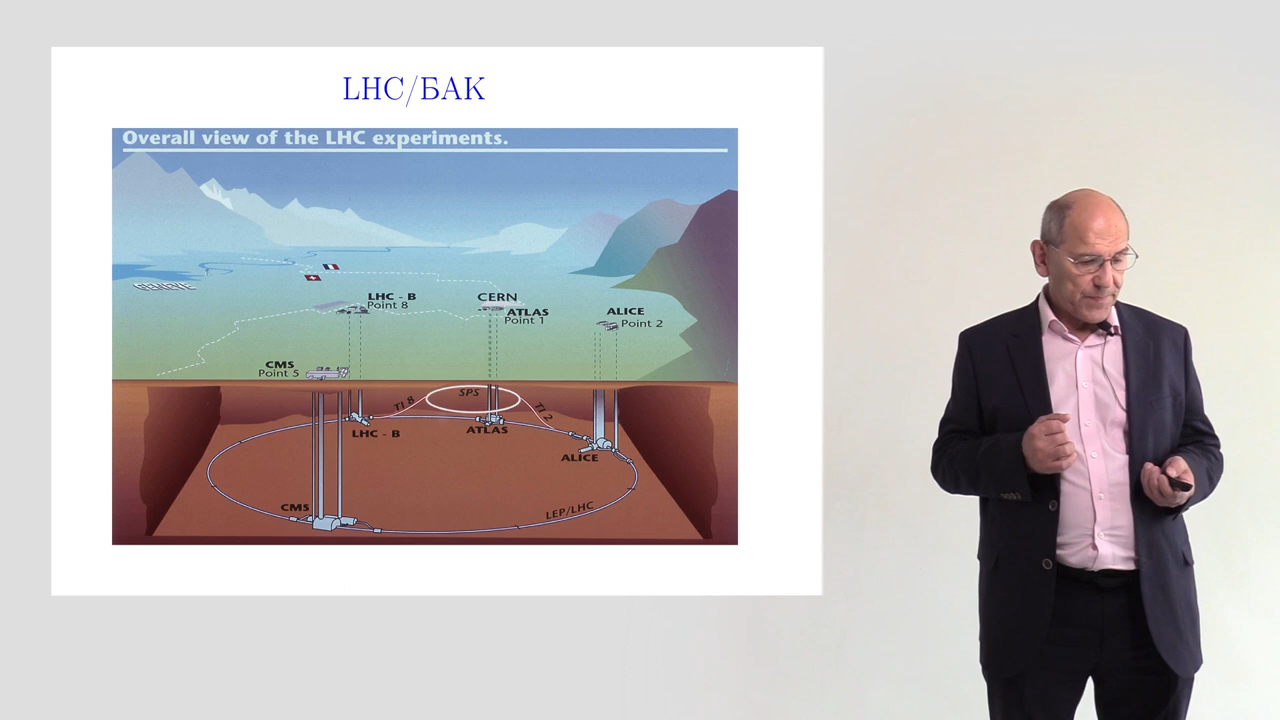 LHC/БАК
Overall view of the LHC experiments.
GENEVE
LHC - B
Point 8
CERN
ATLAS
Point 1
ALICE
Point 2
CMS
Point 5
TI 8
SPS
TI 2
LHC - B
ATLAS
ALICE
CMS
LEP/LHC